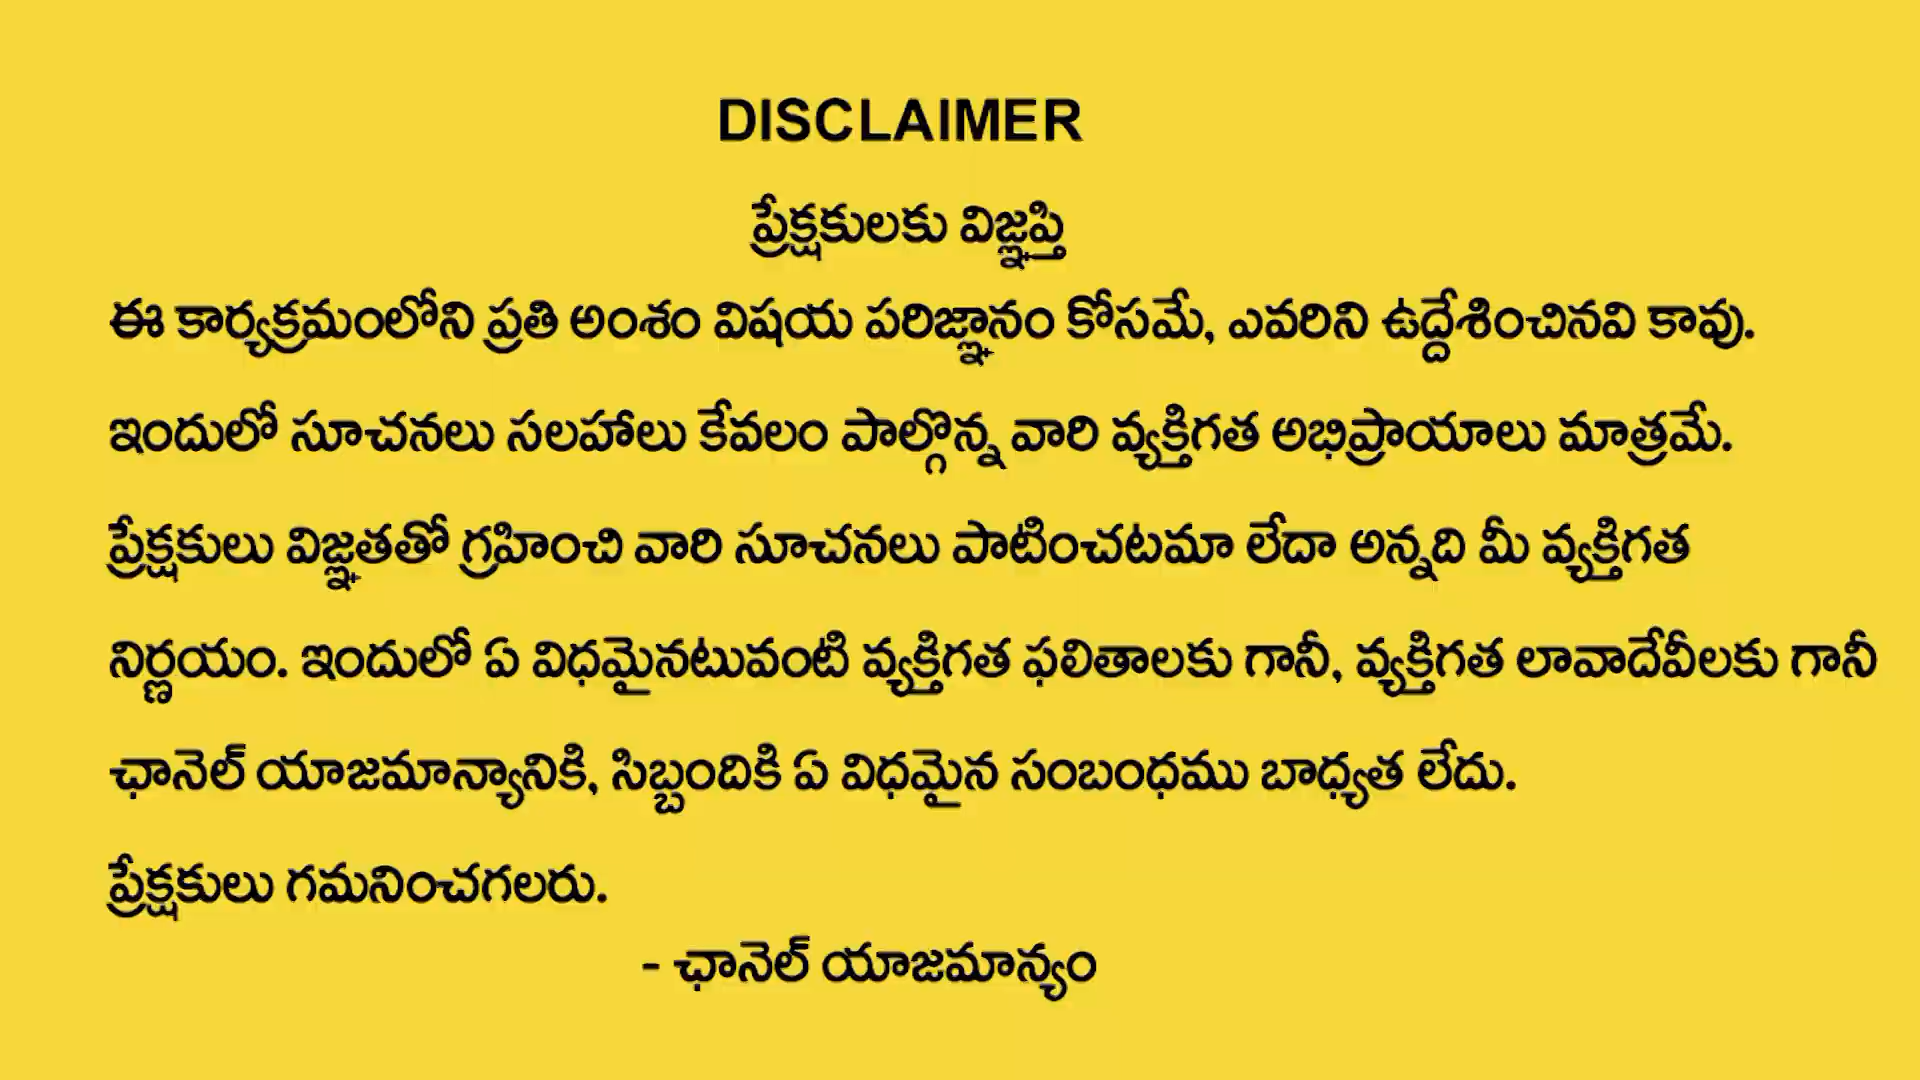 DISCLAIMER
ప్రేక్షకులకు విజ్ఞప్తి
ఈ కార్యక్రమంలోని ప్రతి అంశం విషయ పరిజ్ఞానం కోసమే, ఎవరిని ఉద్దేశించినవి కావు.
ఇందులో సూచనలు సలహాలు కేవలం పాల్గొన్న వారి వ్యక్తిగత అభిప్రాయాలు మాత్రమే.
ప్రేక్షకులు విజ్ఞతతో గ్రహించి వారి సూచనలు పాటించటమా లేదా అన్నది మీ వ్యక్తిగత
నిర్ణయం. ఇందులో ఏ విధమైనటువంటి వ్యక్తిగత ఫలితాలకు గానీ, వ్యక్తిగత లావాదేవీలకు గానీ
ఛానెల్ యాజమాన్యానికి, సిబ్బందికి ఏ విధమైన సంబంధము బాధ్యత లేదు.
ప్రేక్షకులు గమనించగలరు.
- ఛానెల్ యాజమాన్యం